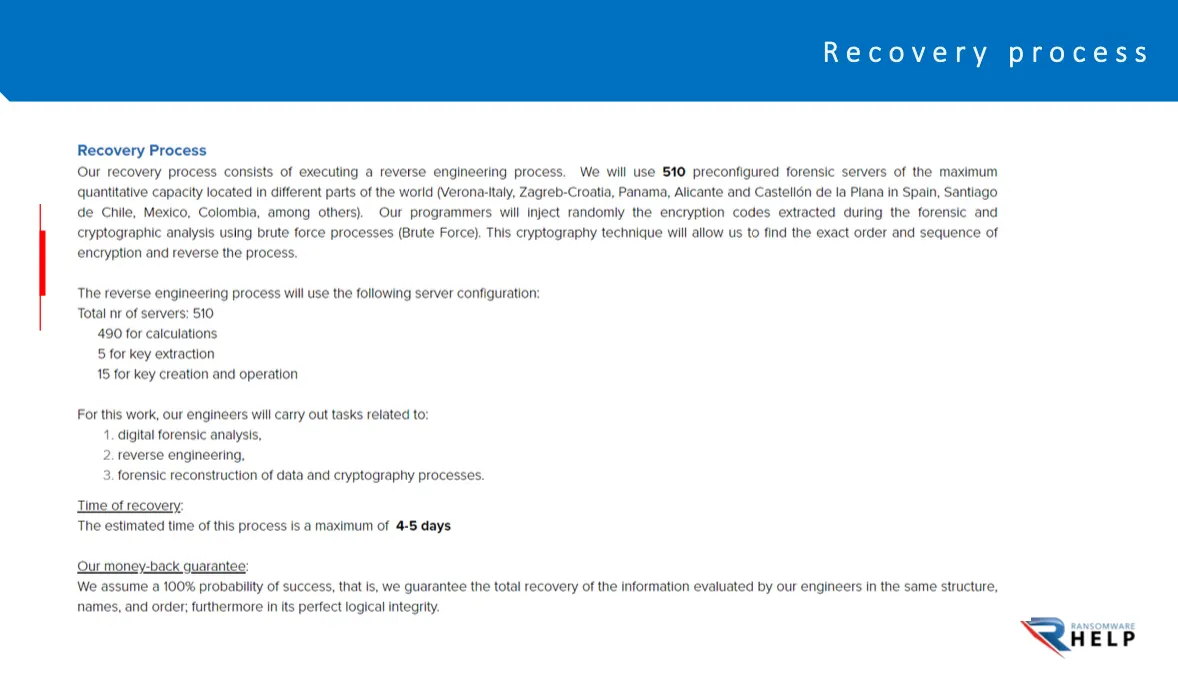 Recovery process
Recovery Process
Our recovery process consists of executing a reverse engineering process. We will use 510 preconfigured forensic servers of the maximum
quantitative capacity located in different parts of the world (Verona-Italy, Zagreb-Croatia, Panama, Alicante and Castellón de la Plana in Spain, Santiago
de Chile, Mexico, Colombia, among others). Our programmers will inject randomly the encryption codes extracted during the forensic and
cryptographic analysis using brute force processes (Brute Force). This cryptography technique will allow us to find the exact order and sequence of
encryption and reverse the process.
The reverse engineering process will use the following server configuration:
Total nr of servers: 510
490 for calculations
5 for key extraction
15 for key creation and operation
For this work, our engineers will carry out tasks related to:
1. digital forensic analysis,
2. reverse engineering,
3. forensic reconstruction of data and cryptography processes.
Time of recovery:
The estimated time of this process is a maximum of 4-5 days
Our money-back guarantee:
We assume a 100% probability of success, that is, we guarantee the total recovery of the information evaluated by our engineers in the same structure,
names, and order; furthermore in its perfect logical integrity.
RANSOMWARE
HELP